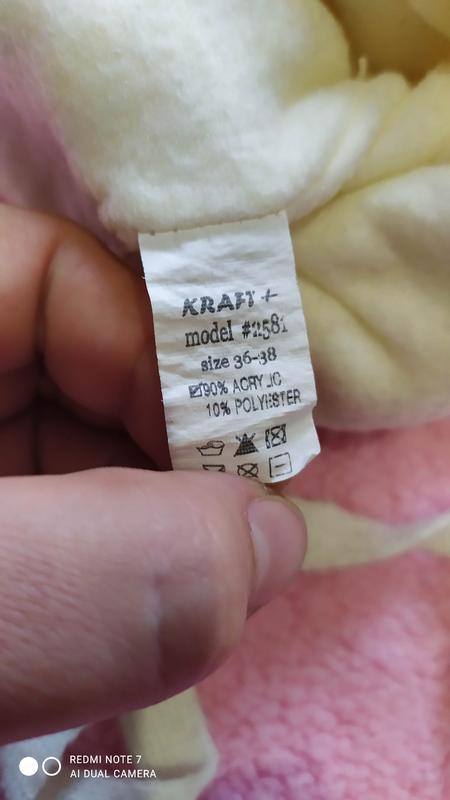 KRAFT +
model #2581
size 36-38
90% ACRYLIC
10% POLYESTER
REDMI NOTE 7
AI DUAL CAMERA